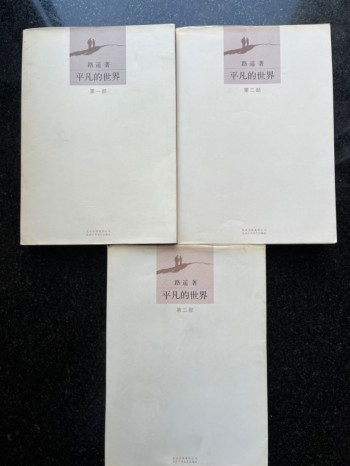 路遥 著
平凡的世界
第一部
路遥 著
平凡的世界
第二部
路遥 著
平凡的世界
第三部